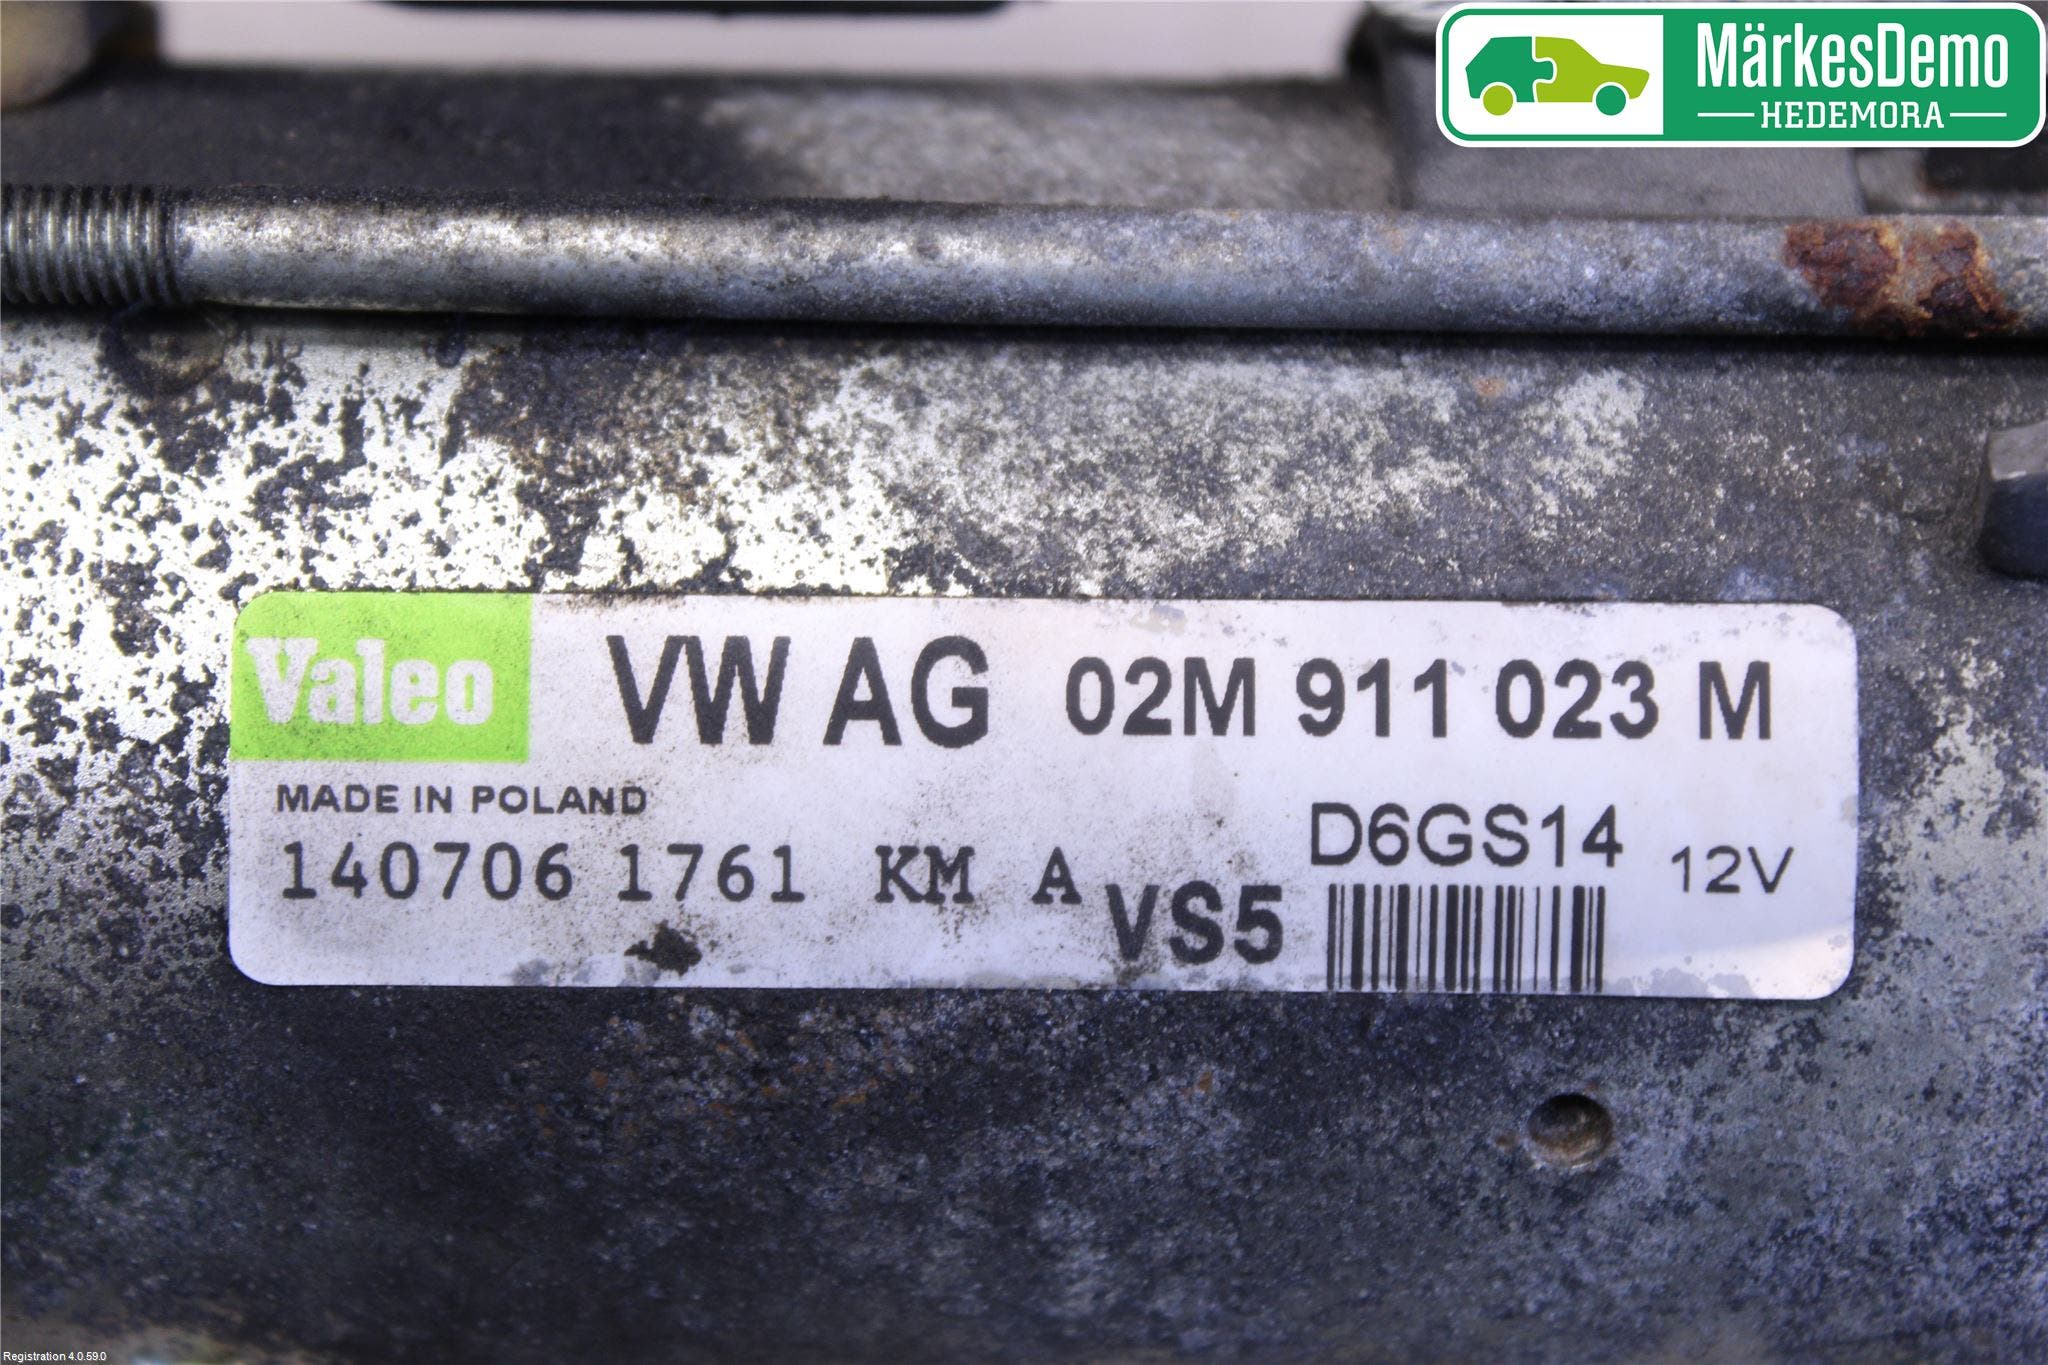 MärkesDemo
HEDEMORA
Valeo VW AG 02M 911 023 M
MADE IN POLAND
D6GS14 12V
140706 1761 KM A VS5
Registration 4.0.59.0